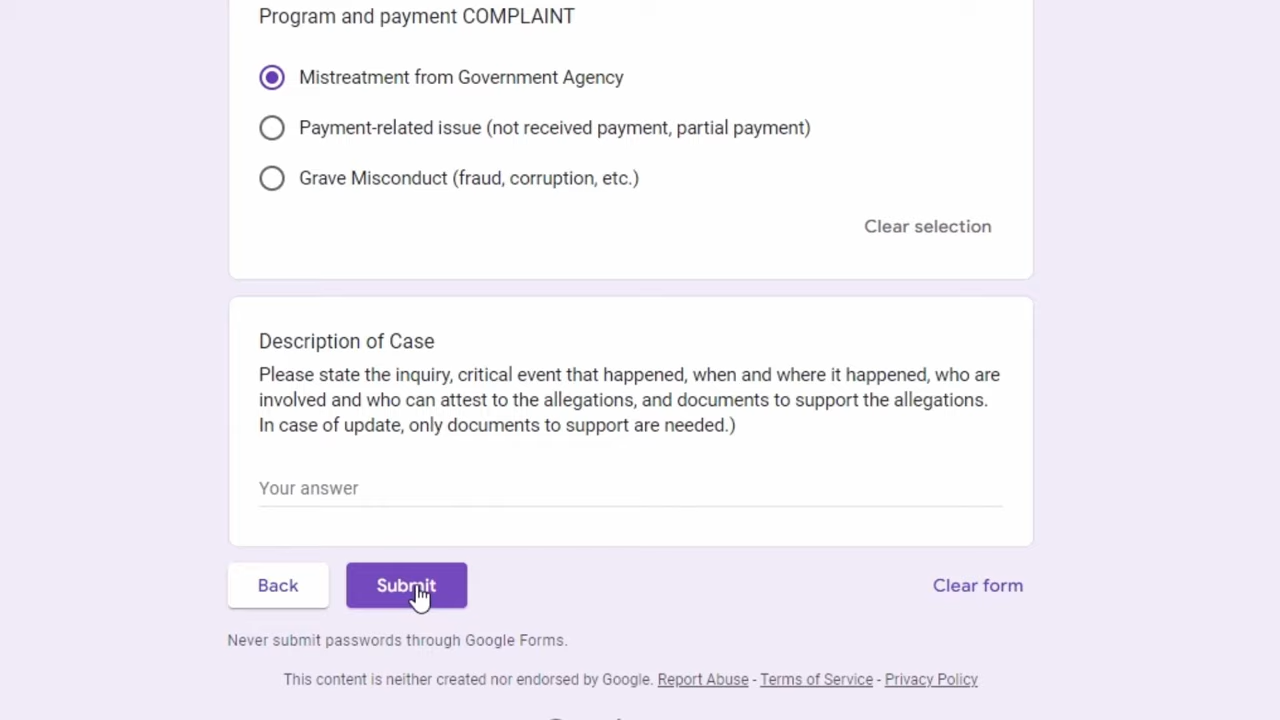 Program and payment COMPLAINT
Mistreatment from Government Agency
Payment-related issue (not received payment, partial payment)
Grave Misconduct (fraud, corruption, etc.)
Clear selection
Description of Case
Please state the inquiry, critical event that happened, when and where it happened, who are
involved and who can attest to the allegations, and documents to support the allegations.
In case of update, only documents to support are needed.)
Your answer
Back
Submit
Clear form
Never submit passwords through Google Forms.
This content is neither created nor endorsed by Google. Report Abuse - Terms of Service - Privacy Policy